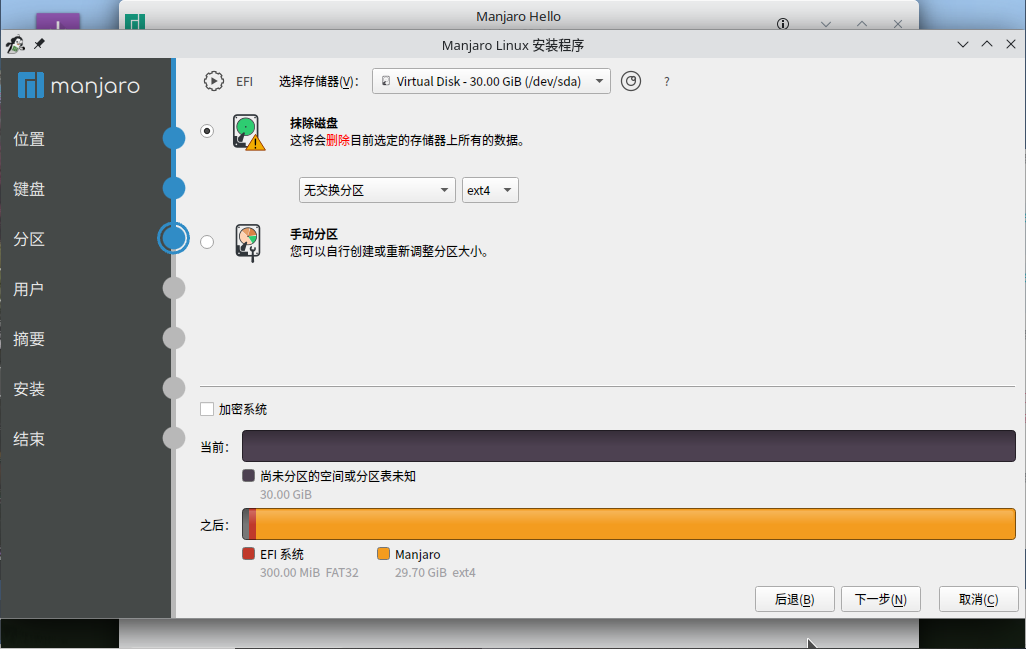 Manjaro Hello
Manjaro Linux 安装程序
manjaro
位置
键盘
分区
用户
摘要
安装
结束
EFI 选择存储器(V): Virtual Disk - 30.00 GiB (/dev/sda) ?
抹除磁盘
这将会删除目前选定的存储器上所有的数据。
无交换分区 ext4
手动分区
您可以自行创建或重新调整分区大小。
加密系统
当前:
尚未分区的空间或分区表未知
30.00 GiB
之后:
EFI 系统 Manjaro
300.00 MiB FAT32 29.70 GiB ext4
后退(B) 下一步(N) 取消(C)